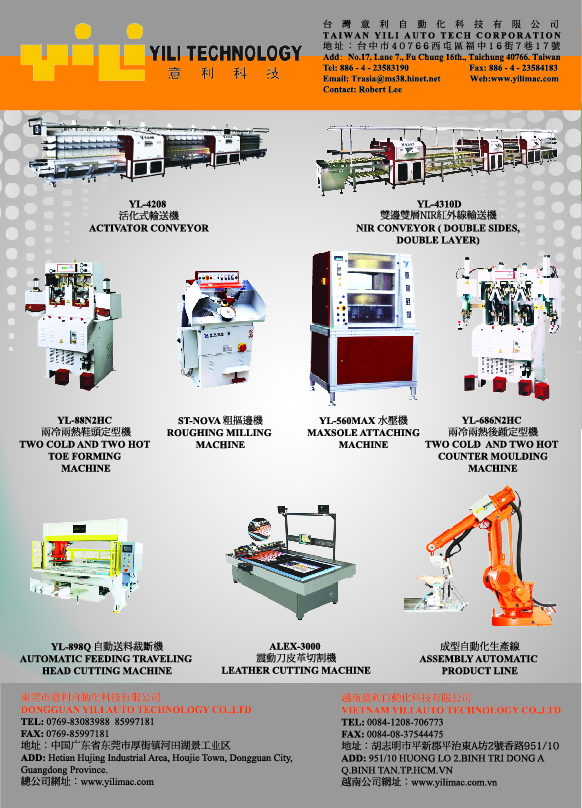 yili
YILI TECHNOLOGY
意利科技
台灣意利自動化科技有限公司
TAIWAN YILI AUTO TECH CORPORATION
地址：台中市40766西屯區福中16街7巷17號
Add: No.17, Lane 7., Fu Chung 16th., Taichung 40766. Taiwan
Tel: 886 - 4 - 23583190 Fax: 886 - 4 - 23584183
Email: Trasia@ms38.hinet.net Web:www.yilimac.com
Contact: Robert Lee
YL-4208
活化式輸送機
ACTIVATOR CONVEYOR
YL-4310D
雙邊雙層NIR紅外線輸送機
NIR CONVEYOR ( DOUBLE SIDES,
DOUBLE LAYER)
YL-88N2HC
兩冷兩熱鞋頭定型機
TWO COLD AND TWO HOT
TOE FORMING
MACHINE
ST-NOVA 粗摳邊機
ROUGHING MILLING
MACHINE
YL-560MAX 水壓機
MAXSOLE ATTACHING
MACHINE
YL-686N2HC
兩冷兩熱後踵定型機
TWO COLD AND TWO HOT
COUNTER MOULDING
MACHINE
YL-898Q 自動送料裁斷機
AUTOMATIC FEEDING TRAVELING
HEAD CUTTING MACHINE
ALEX-3000
震動刀皮革切割機
LEATHER CUTTING MACHINE
成型自動化生產線
ASSEMBLY AUTOMATIC
PRODUCT LINE
東莞市意利自動化科技有限公司
DONGGUAN YILI AUTO TECHNOLOGY CO.,LTD
TEL: 0769-83083988 85997181
FAX: 0769-85997181
地址：中国广东省东莞市厚街镇河田湖景工业区
ADD: Hetian Hujing Industrial Area, Houjie Town, Dongguan City,
Guangdong Province.
總公司網址：www.yilimac.com
越南意利自動化科技有限公司
VIETNAM YILI AUTO TECHNOLOGY CO.,LTD
TEL: 0084-1208-706773
FAX: 0084-08-37544475
地址：胡志明市平新郡平治東A坊2號香路951/10
ADD: 951/10 HUONG LO 2.BINH TRI DONG A
Q.BINH TAN.TP.HCM.VN
越南公司網址：www.yilimac.com.vn